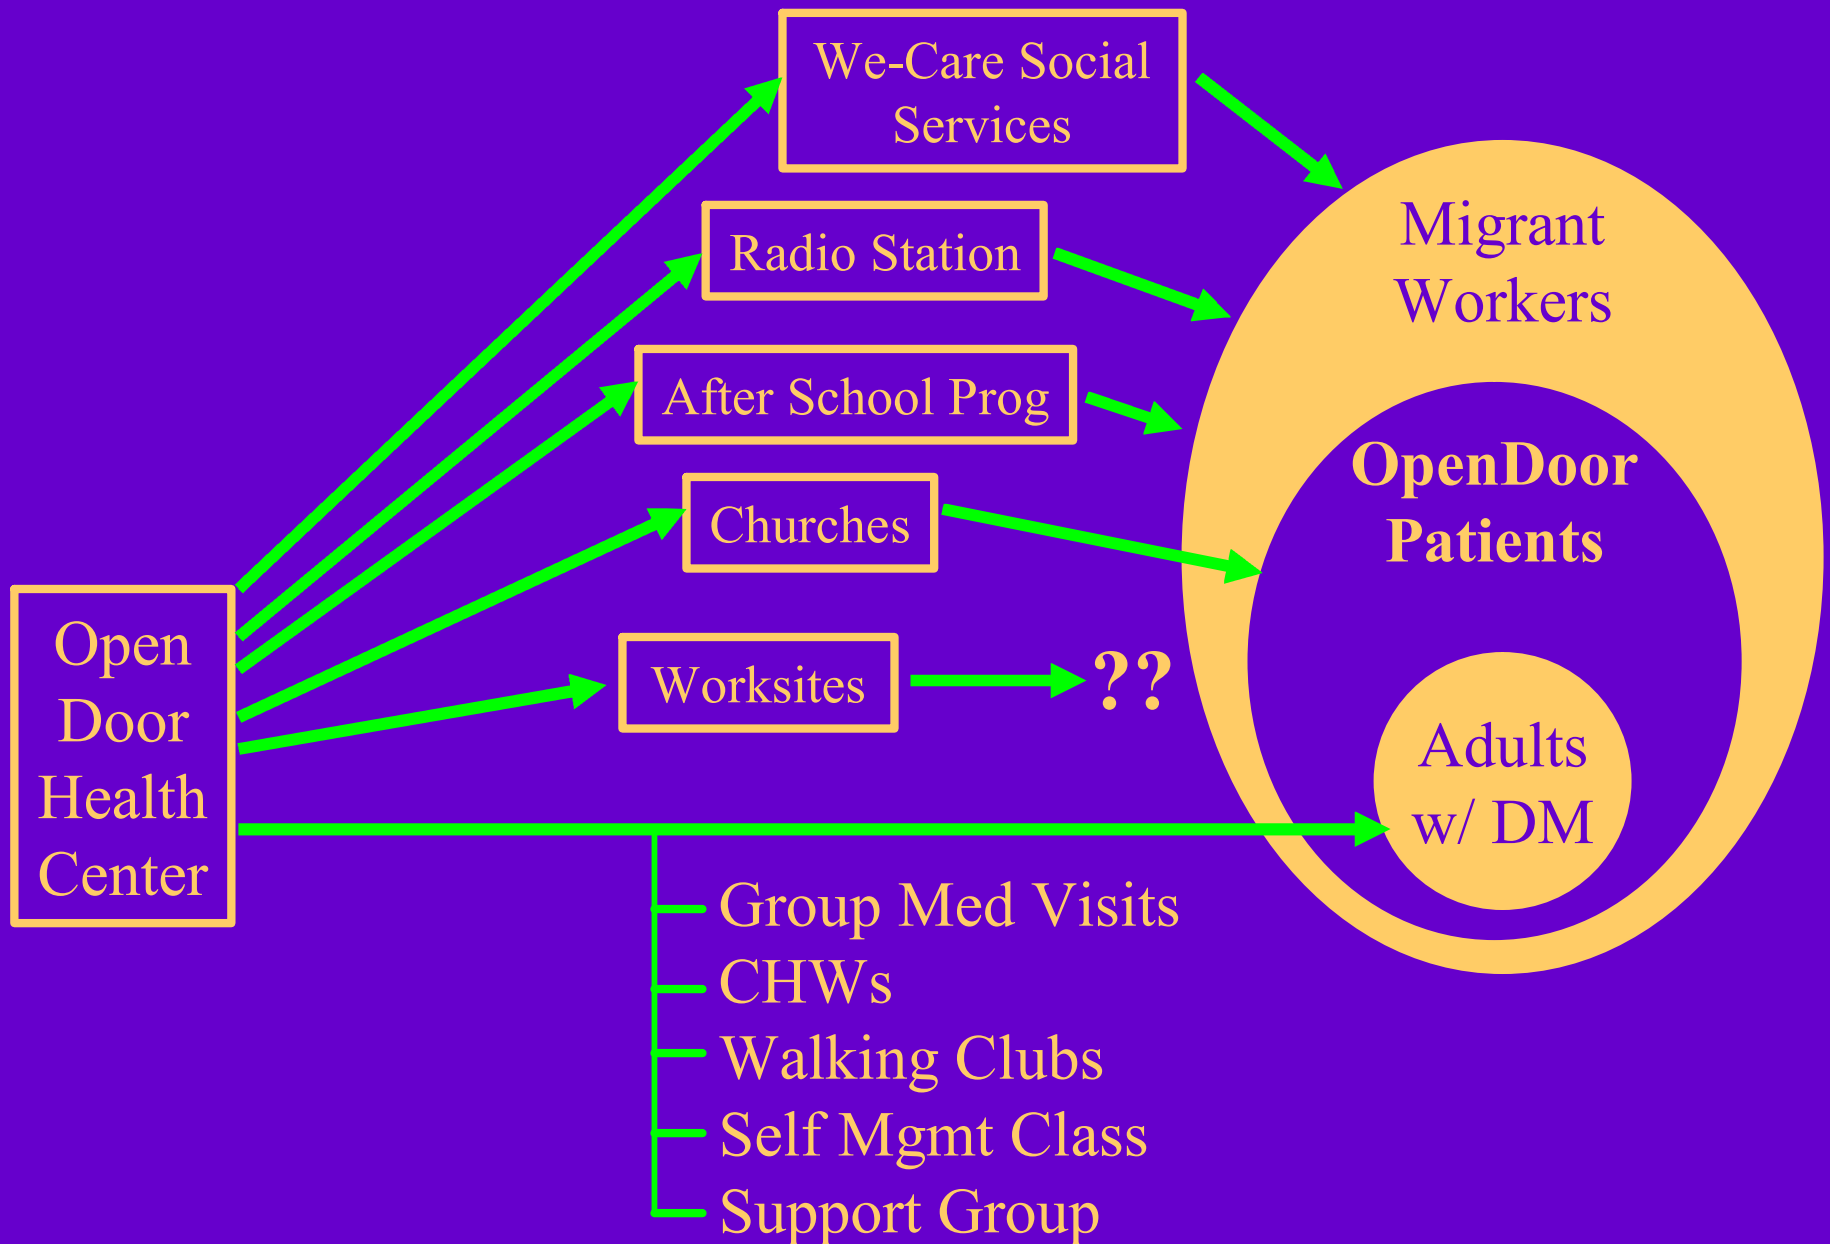 We-Care Social
Services
Radio Station
After School Prog
Churches
Worksites
??
Open
Door
Health
Center
Migrant
Workers
OpenDoor
Patients
Adults
w/ DM
Group Med Visits
CHWs
Walking Clubs
Self Mgmt Class
Support Group